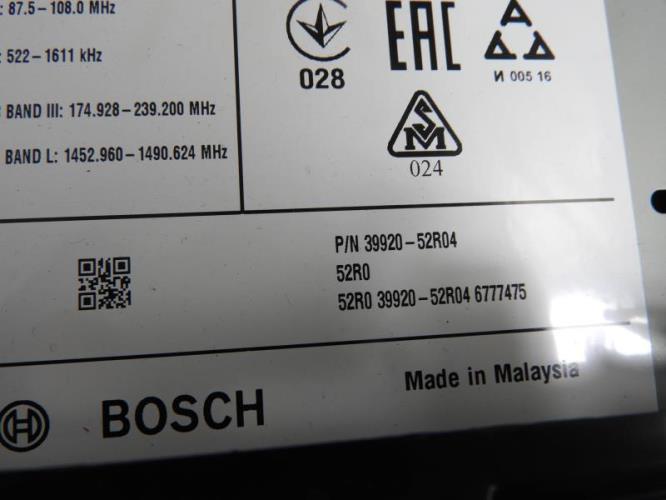 : 87.5–108.0 MHz
: 522–1611 kHz
BAND III: 174.928–239.200 MHz
BAND L: 1452.960–1490.624 MHz
028
EAC
И 005 16
SM
024
P/N 39920–52R04
52R0
52R0 39920–52R04 6777475
BOSCH
Made in Malaysia